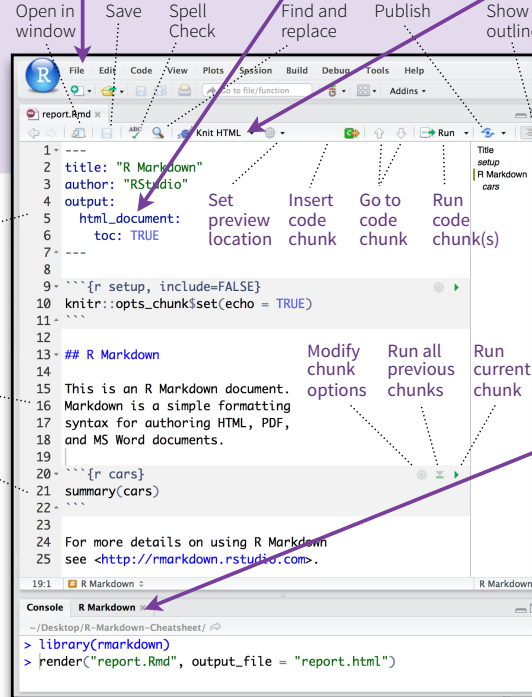 Open in window
Save
Spell Check
Find and replace
Publish
Show outline
File Edit Code View Plots Session Build Debug Tools Help
Go to file/function
Addins
report.Rmd
ABC
Knit HTML
Run
1 ---
2 title: "R Markdown"
3 author: "RStudio"
4 output:
5 html_document:
6 toc: TRUE
7 ---
8
9 ```{r setup, include=FALSE}
10 knitr::opts_chunk$set(echo = TRUE)
11 ```
12
13 ## R Markdown
14
15 This is an R Markdown document.
16 Markdown is a simple formatting
17 syntax for authoring HTML, PDF,
18 and MS Word documents.
19
20 ```{r cars}
21 summary(cars)
22 ```
23
24 For more details on using R Markdown
25 see <http://rmarkdown.rstudio.com>.
Title
setup
R Markdown
cars
Set preview location
Insert code chunk
Go to code chunk
Run code chunk(s)
Modify chunk options
Run all previous chunks
Run current chunk
19:1 R Markdown
R Markdown
Console R Markdown
~/Desktop/R-Markdown-Cheatsheet/
> library(rmarkdown)
> render("report.Rmd", output_file = "report.html")